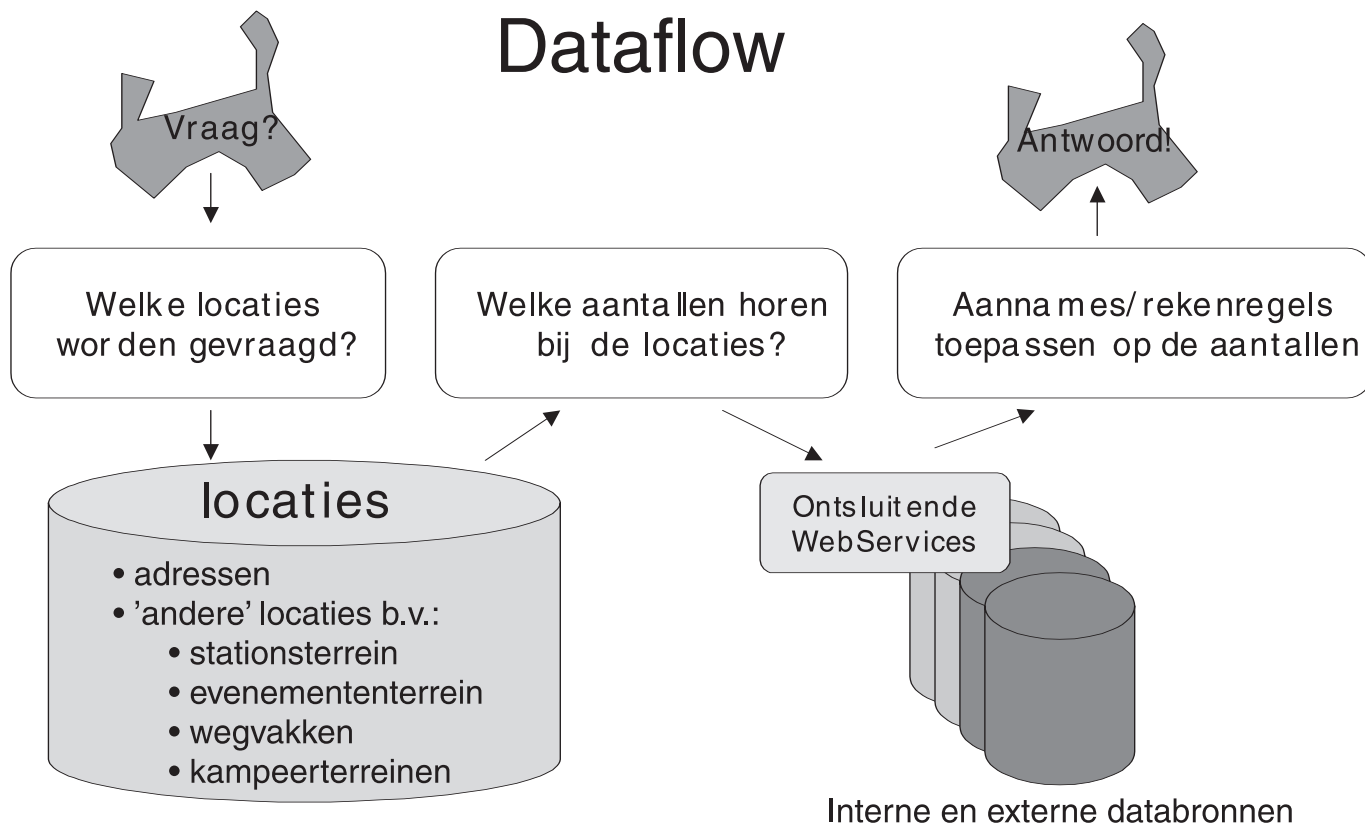 Dataflow
Vraag?
Antwoord!
Welke locaties
worden gevraagd?
Welke aantallen horen
bij de locaties?
Aannames/rekenregels
toepassen op de aantallen
locaties
• adressen
• 'andere' locaties b.v.:
• stationsterrein
• evenemententerrein
• wegvakken
• kampeerterreinen
Ontsluitende
WebServices
Interne en externe databronnen